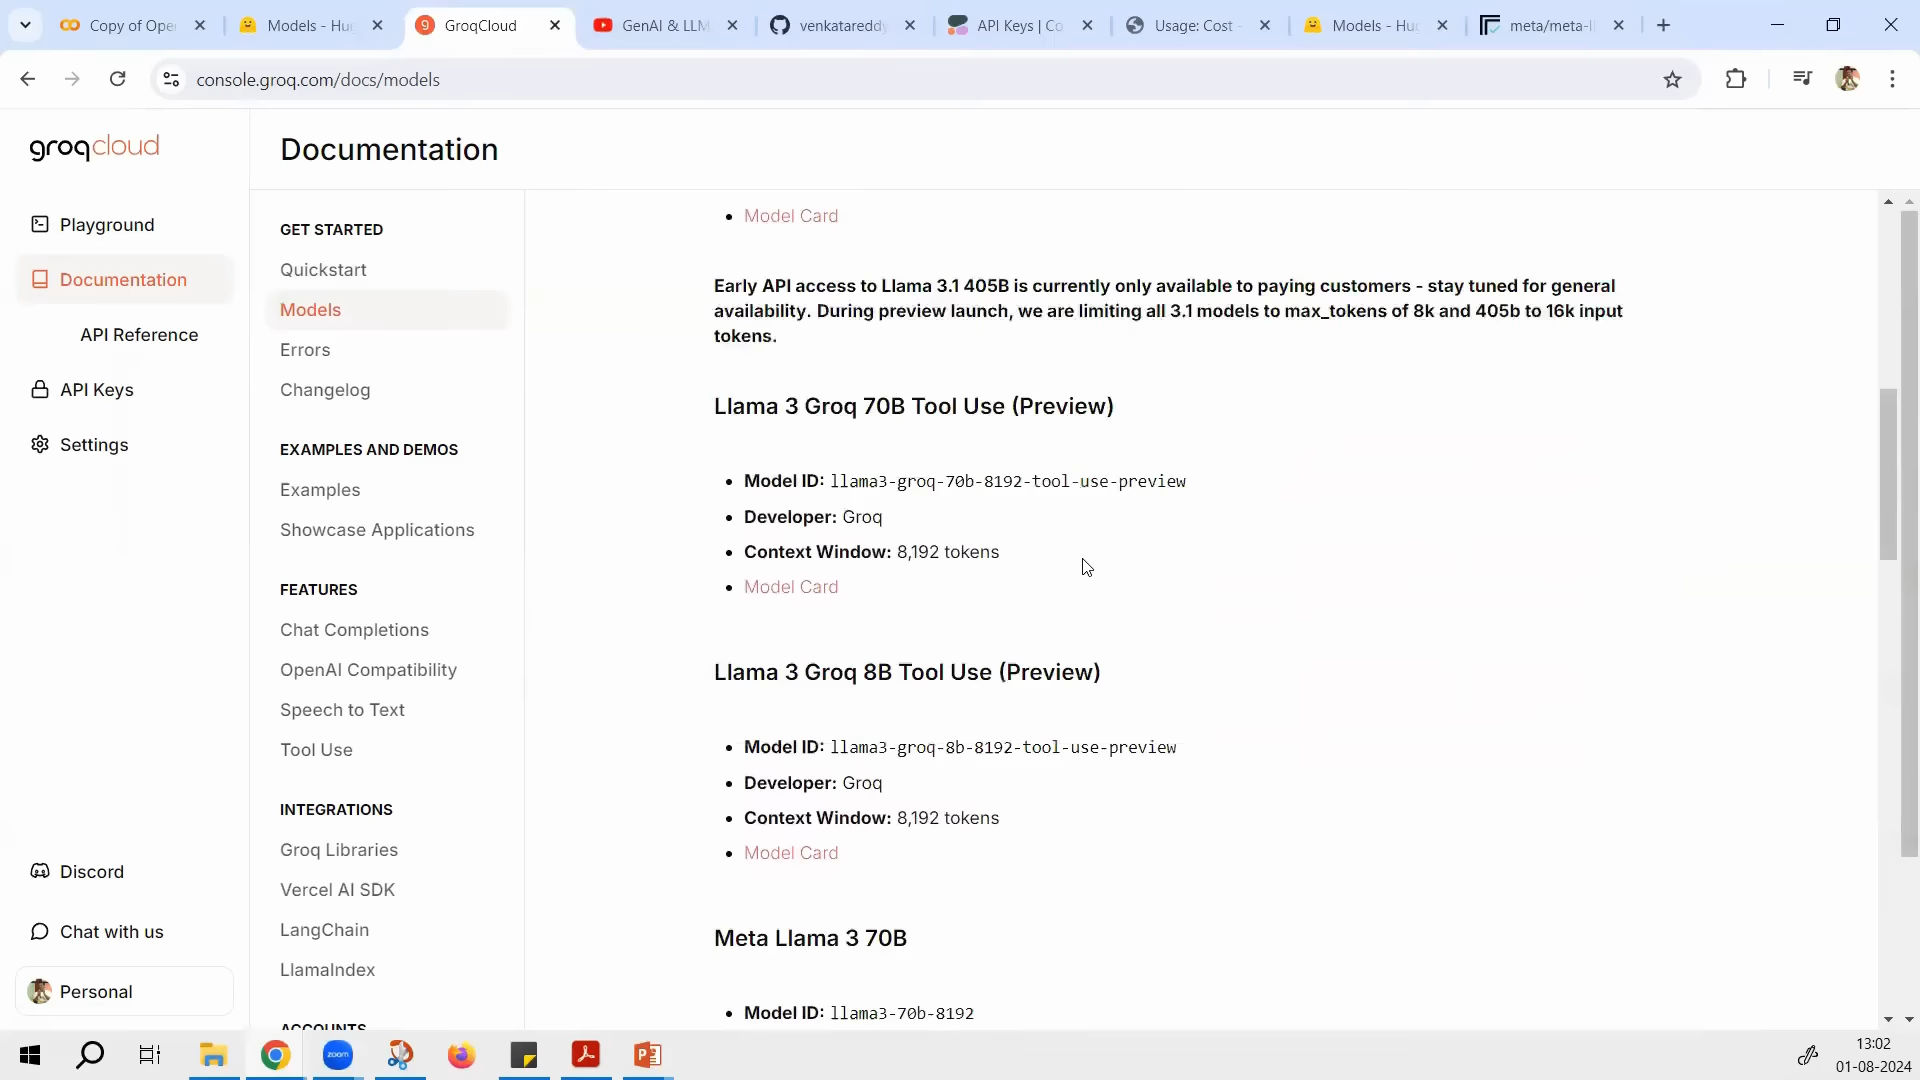 Copy of Ope
Models - Hu
GroqCloud
GenAI & LLM
venkatareddy
API Keys | Co
Usage: Cost -
Models - Hug
meta/meta-ll
console.groq.com/docs/models
groqcloud
Documentation
Playground
Documentation
API Reference
API Keys
Settings
Discord
Chat with us
Personal
GET STARTED
Quickstart
Models
Errors
Changelog
EXAMPLES AND DEMOS
Examples
Showcase Applications
FEATURES
Chat Completions
OpenAI Compatibility
Speech to Text
Tool Use
INTEGRATIONS
Groq Libraries
Vercel AI SDK
LangChain
LlamaIndex
ACCOUNTS
Model Card
Early API access to Llama 3.1 405B is currently only available to paying customers - stay tuned for general
availability. During preview launch, we are limiting all 3.1 models to max_tokens of 8k and 405b to 16k input
tokens.
Llama 3 Groq 70B Tool Use (Preview)
Model ID: llama3-groq-70b-8192-tool-use-preview
Developer: Groq
Context Window: 8,192 tokens
Model Card
Llama 3 Groq 8B Tool Use (Preview)
Model ID: llama3-groq-8b-8192-tool-use-preview
Developer: Groq
Context Window: 8,192 tokens
Model Card
Meta Llama 3 70B
Model ID: llama3-70b-8192
zoom
13:02
01-08-2024